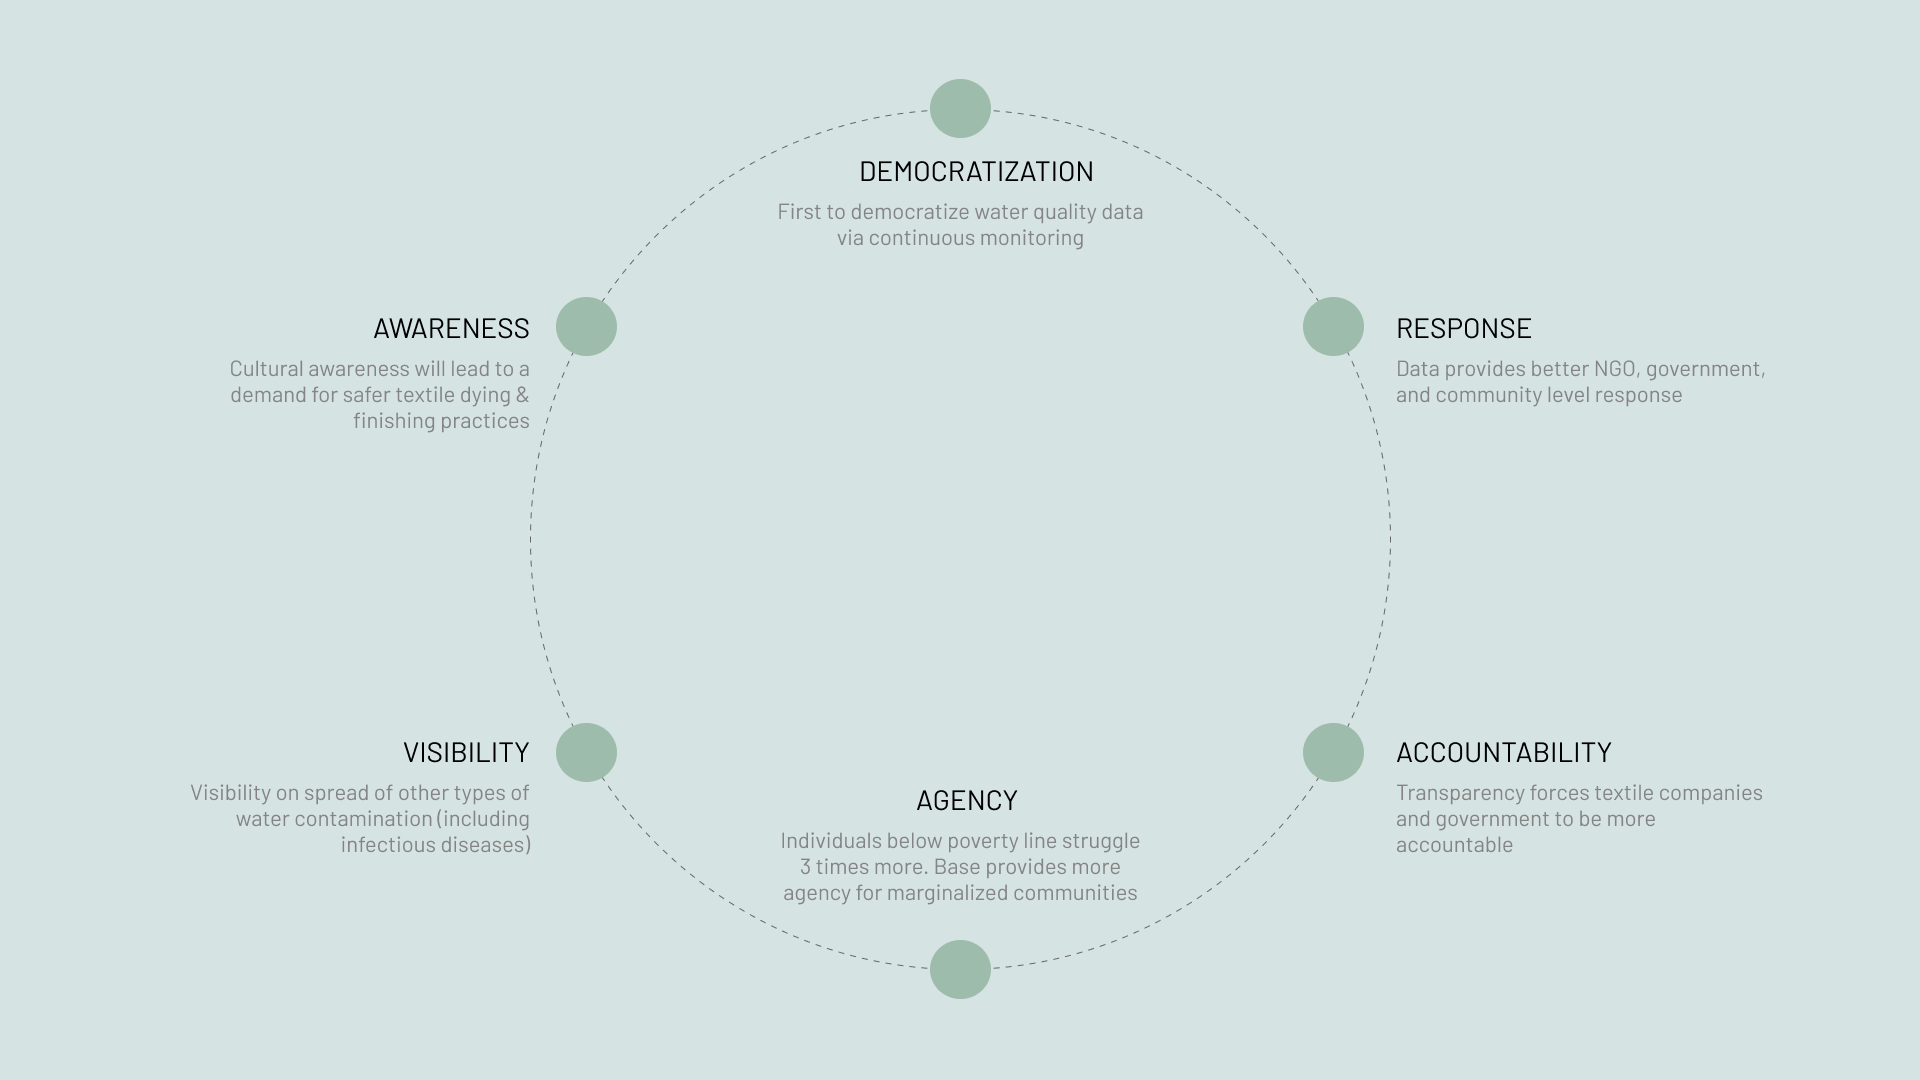 DEMOCRATIZATION
First to democratize water quality data
via continuous monitoring
AWARENESS
Cultural awareness will lead to a
demand for safer textile dying &
finishing practices
RESPONSE
Data provides better NGO, government,
and community level response
VISIBILITY
Visibility on spread of other types of
water contamination (including
infectious diseases)
AGENCY
Individuals below poverty line struggle
3 times more. Base provides more
agency for marginalized communities
ACCOUNTABILITY
Transparency forces textile companies
and government to be more
accountable